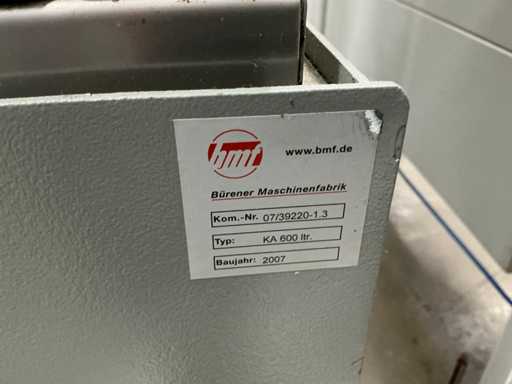 bmf
www.bmf.de
Bürener Maschinenfabrik
Kom.-Nr. 07/39220-1.3
Typ: KA 600 ltr.
Baujahr: 2007